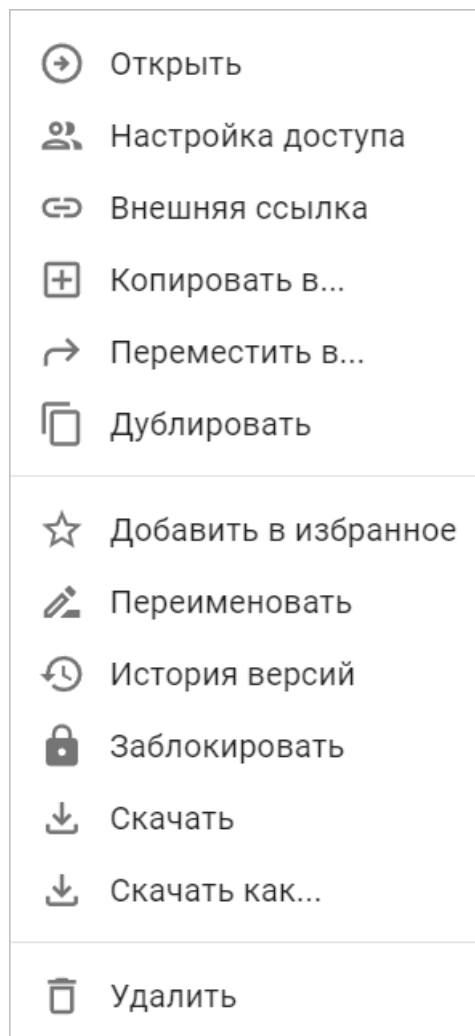 Открыть
Настройка доступа
Внешняя ссылка
Копировать в...
Переместить в...
Дублировать
Добавить в избранное
Переименовать
История версий
Заблокировать
Скачать
Скачать как...
Удалить